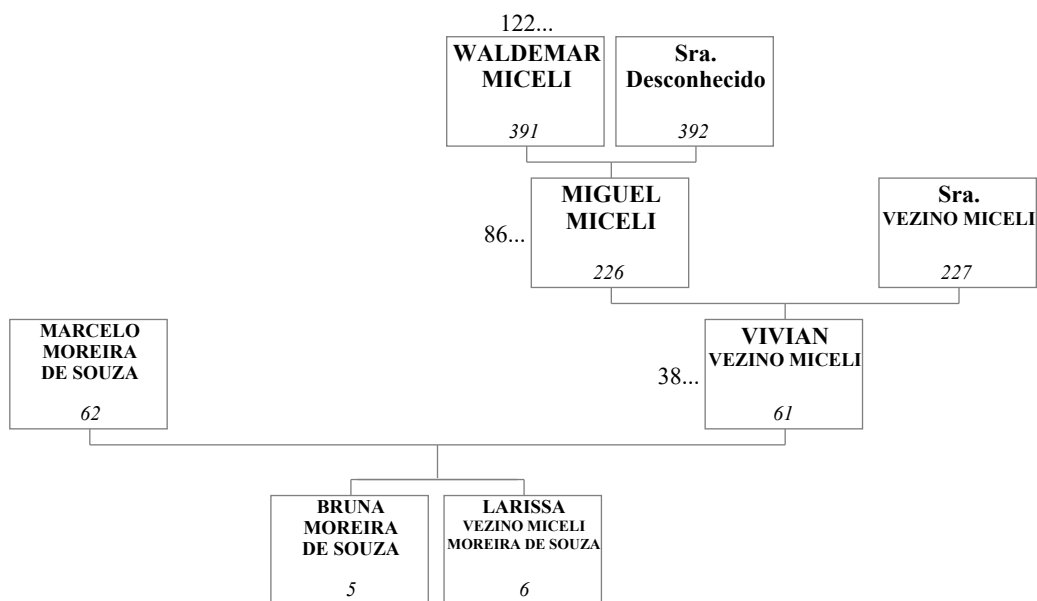 122...
WALDEMAR
MICELI
391
Sra.
Desconhecido
392
MIGUEL
MICELI
86...
226
Sra.
VEZINO MICELI
227
MARCELO
MOREIRA
DE SOUZA
62
VIVIAN
VEZINO MICELI
38...
61
BRUNA
MOREIRA
DE SOUZA
5
LARISSA
VEZINO MICELI
MOREIRA DE SOUZA
6